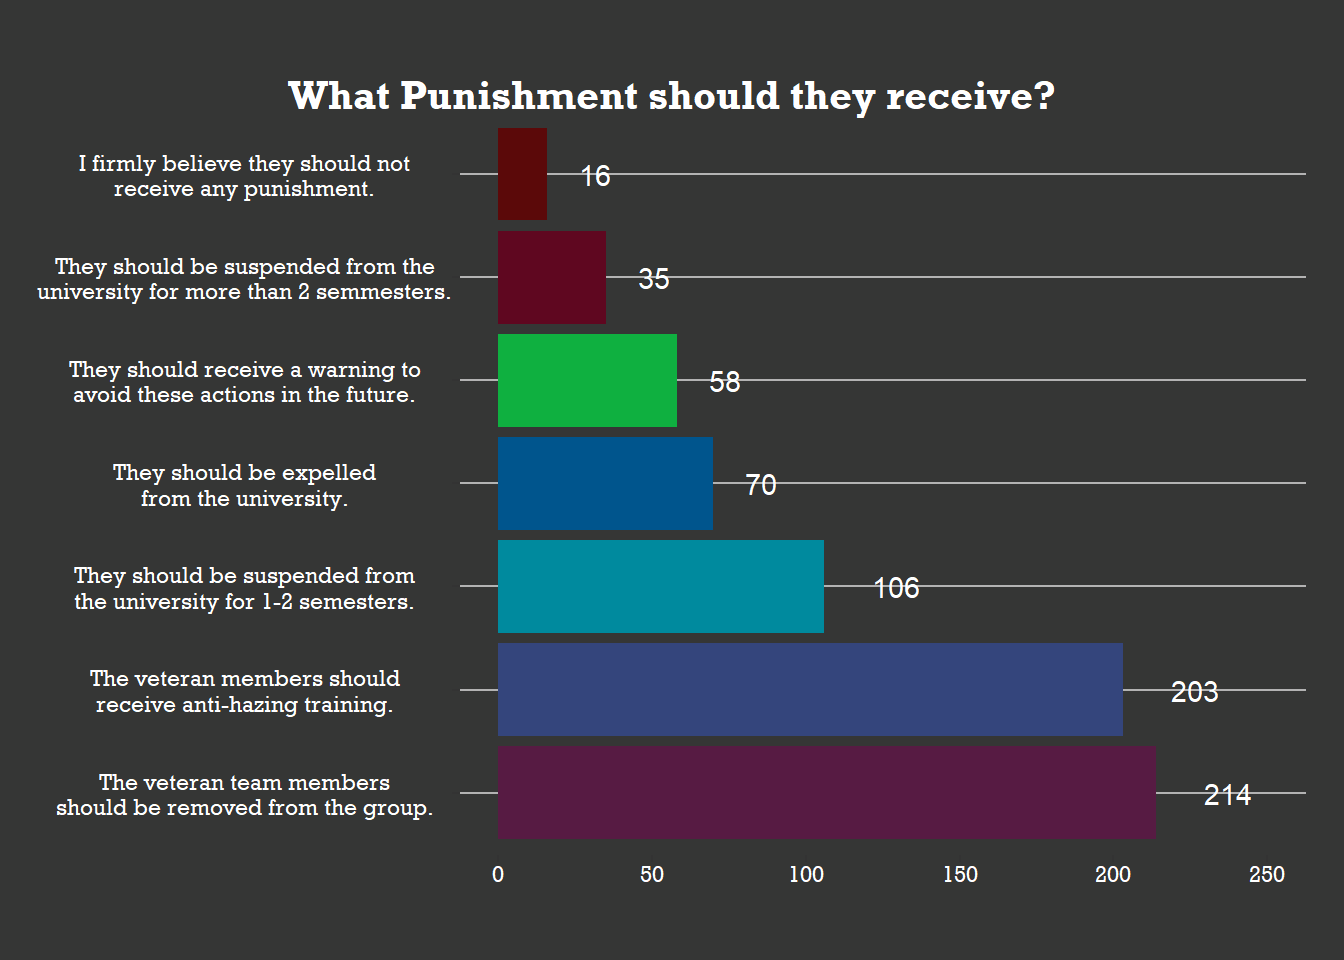 What Punishment should they receive?
I firmly believe they should not
receive any punishment.
16
They should be suspended from the
university for more than 2 semmesters.
35
They should receive a warning to
avoid these actions in the future.
58
They should be expelled
from the university.
70
They should be suspended from
the university for 1-2 semesters.
106
The veteran members should
receive anti-hazing training.
203
The veteran team members
should be removed from the group.
214
0 50 100 150 200 250